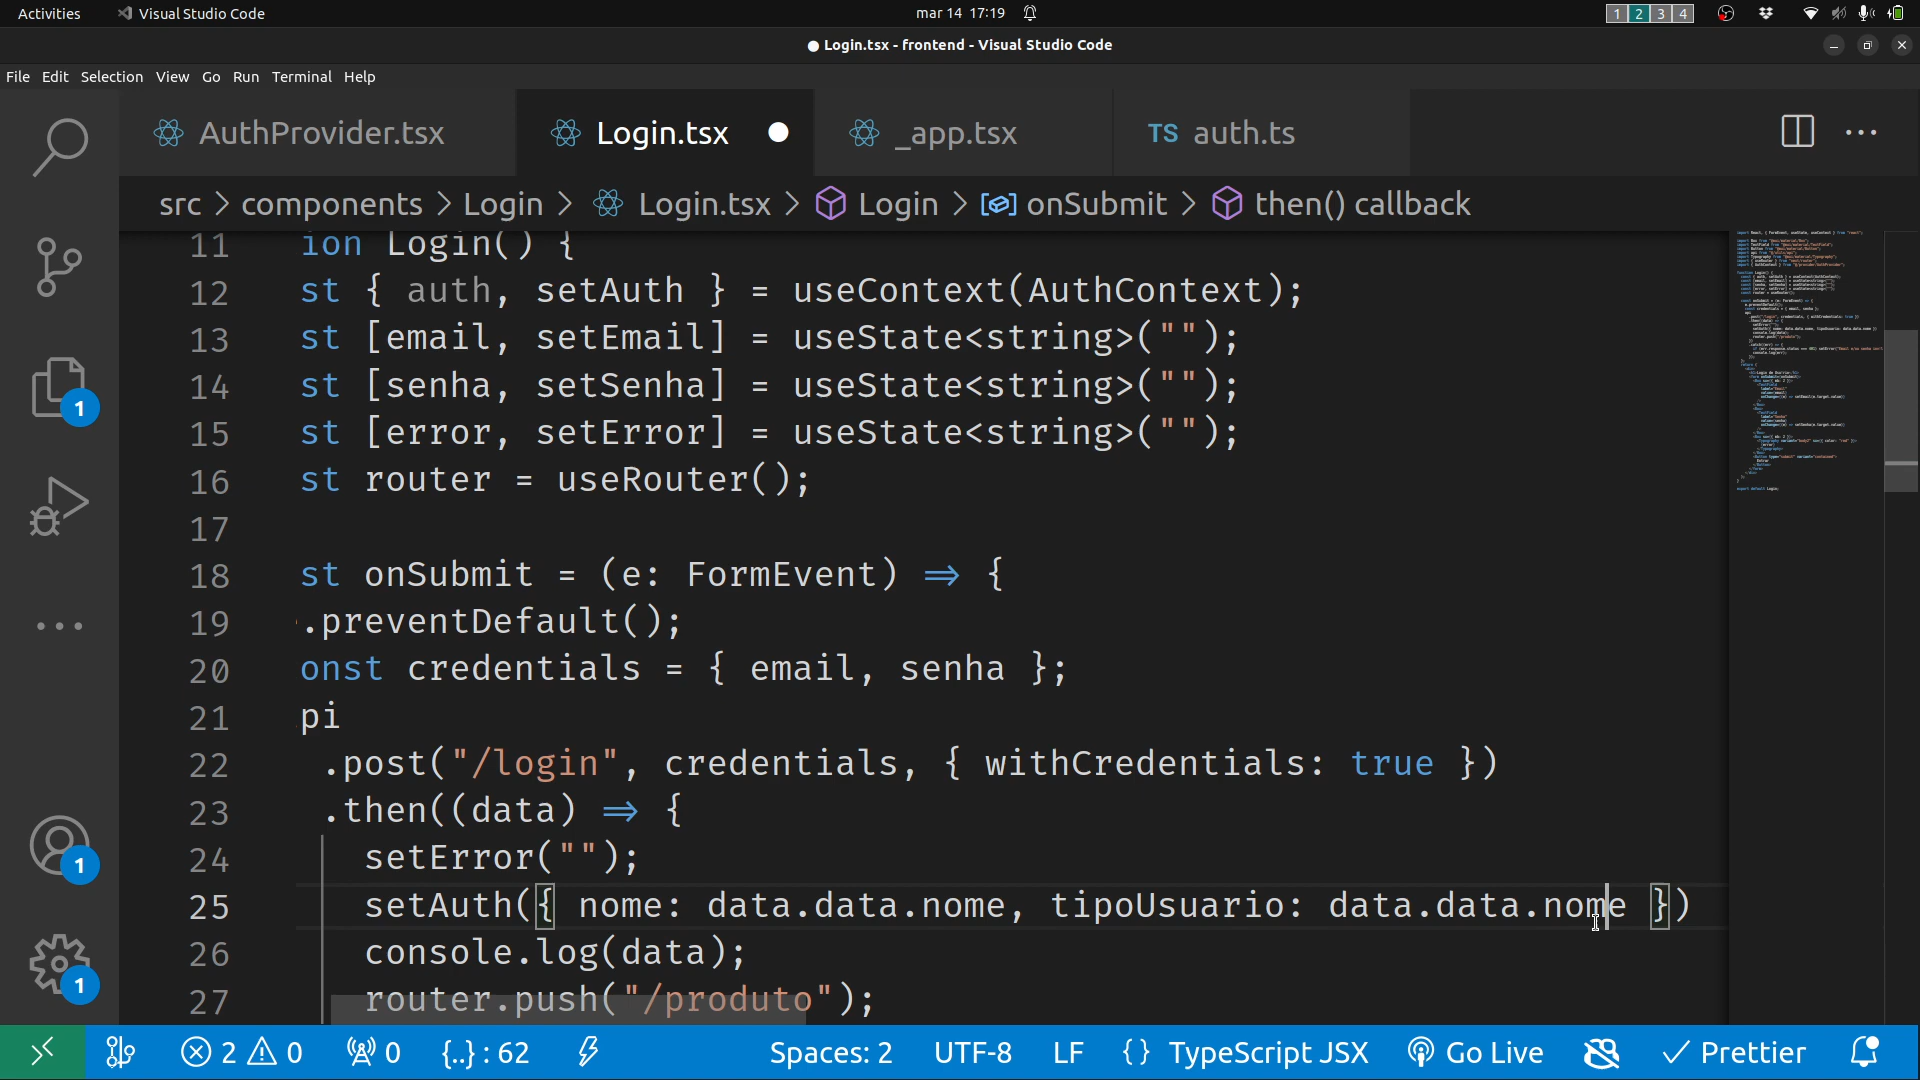 Activities Visual Studio Code mar 14 17:19 1 2 3 4
● Login.tsx - frontend - Visual Studio Code
File Edit Selection View Go Run Terminal Help
AuthProvider.tsx Login.tsx _app.tsx TS auth.ts
src > components > Login > Login.tsx > Login > onSubmit > then() callback
11 ion Login() {
12 st { auth, setAuth } = useContext(AuthContext);
13 st [email, setEmail] = useState<string>("");
14 st [senha, setSenha] = useState<string>("");
15 st [error, setError] = useState<string>("");
16 st router = useRouter();
17
18 st onSubmit = (e: FormEvent) => {
19 .preventDefault();
20 onst credentials = { email, senha };
21 pi
22 .post("/login", credentials, { withCredentials: true })
23 .then((data) => {
24 setError("");
25 setAuth({ nome: data.data.nome, tipoUsuario: data.data.nome })
26 console.log(data);
27 router.push("/produto");
1
1
1
2 0 0 {..} : 62 Spaces: 2 UTF-8 LF {} TypeScript JSX Go Live Prettier